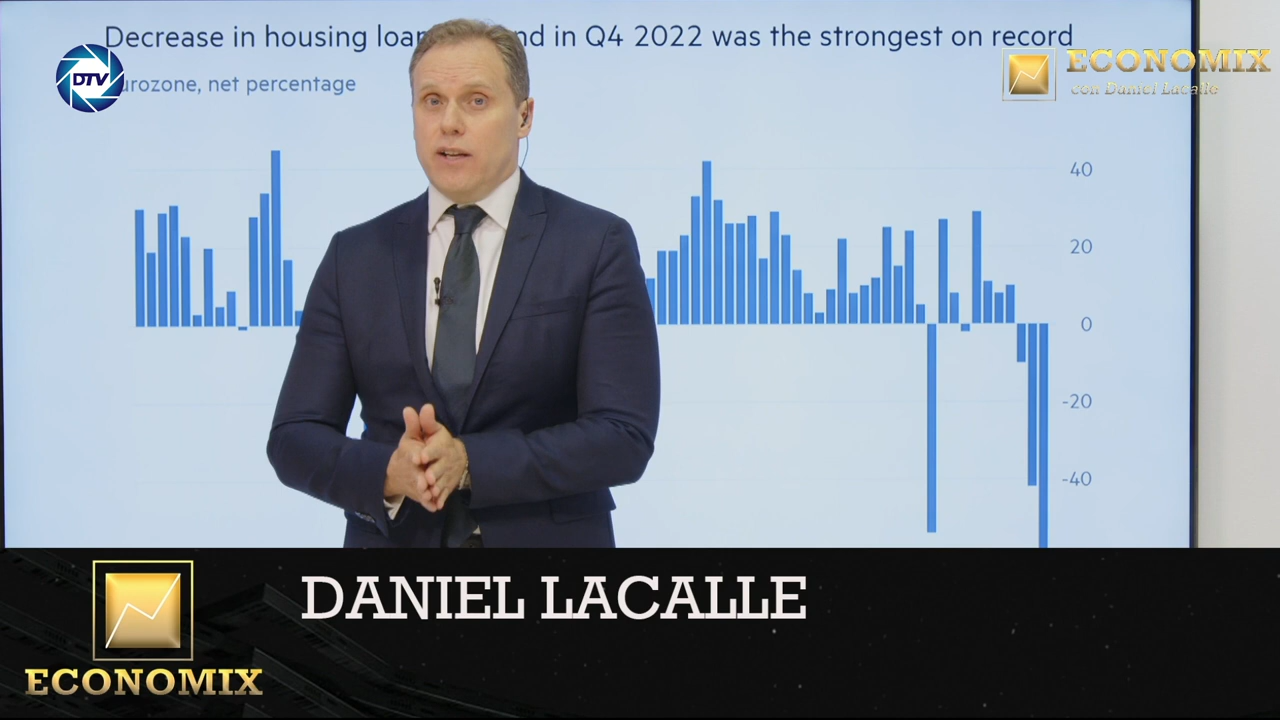 Decrease in housing loan nd in Q4 2022 was the strongest on record
DTV
urozone, net percentage
ECONOMIX
con Daniel Lacalle
40
20
0
-20
-40
DANIEL LACALLE
ECONOMIX